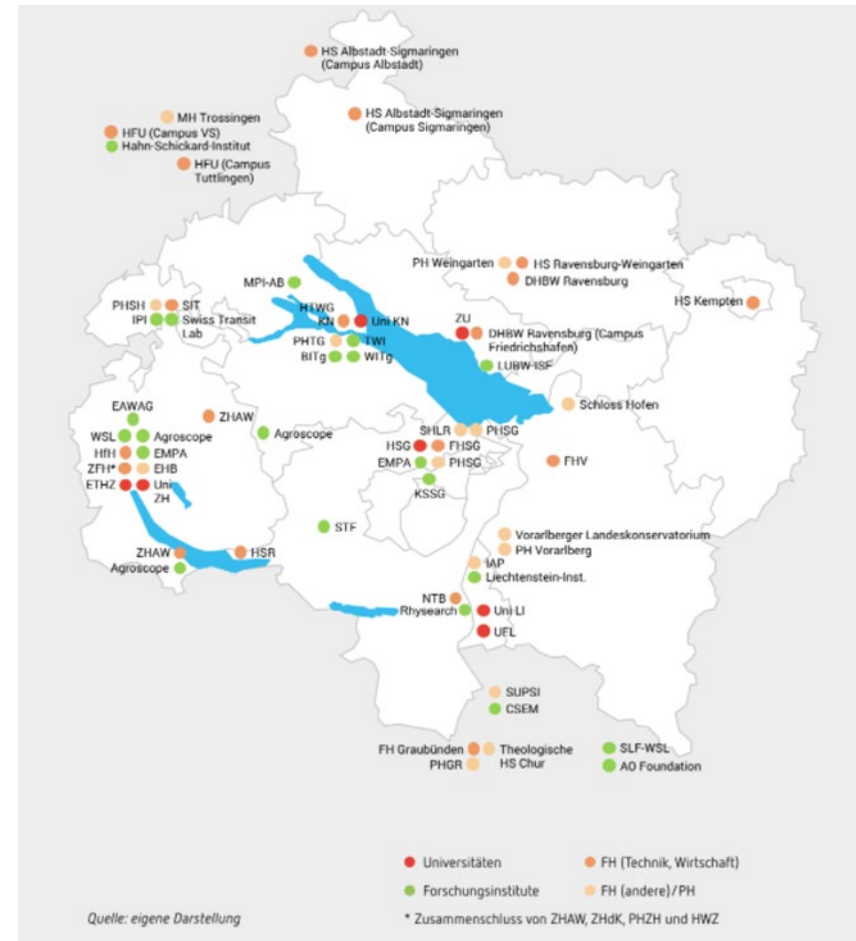 HS Albstadt-Sigmaringen
(Campus Albstadt)
MH Trossingen
HFU (Campus VS)
Hahn-Schickard-Institut
HFU (Campus
Tuttlingen)
HS Albstadt-Sigmaringen
(Campus Sigmaringen)
PH Weingarten
HS Ravensburg-Weingarten
DHBW Ravensburg
HS Kempten
MPI-AB
HTWG
KN
Uni KN
ZU
DHBW Ravensburg (Campus
Friedrichshafen)
LUBW-ISF
PHSH
SIT
IPI
Swiss Transit
Lab
PHTG
TWI
BITg
WITg
EAWAG
ZHAW
WSL
Agroscope
HfH
EMPA
ZFH*
EHB
ETHZ
Uni
ZH
Agroscope
Schloss Hofen
SHLR
PHSG
HSG
FHSG
EMPA
PHSG
KSSG
FHV
STF
Vorarlberger Landeskonservatorium
PH Vorarlberg
ZHAW
HSR
Agroscope
IAP
Liechtenstein-Inst.
NTB
Rhysearch
Uni LI
UFL
SUPSI
CSEM
FH Graubünden
Theologische
HS Chur
PHGR
SLF-WSL
AO Foundation
Universitäten
FH (Technik, Wirtschaft)
Forschungsinstitute
FH (andere)/PH
Quelle: eigene Darstellung
* Zusammenschluss von ZHAW, ZHdK, PHZH und HWZ